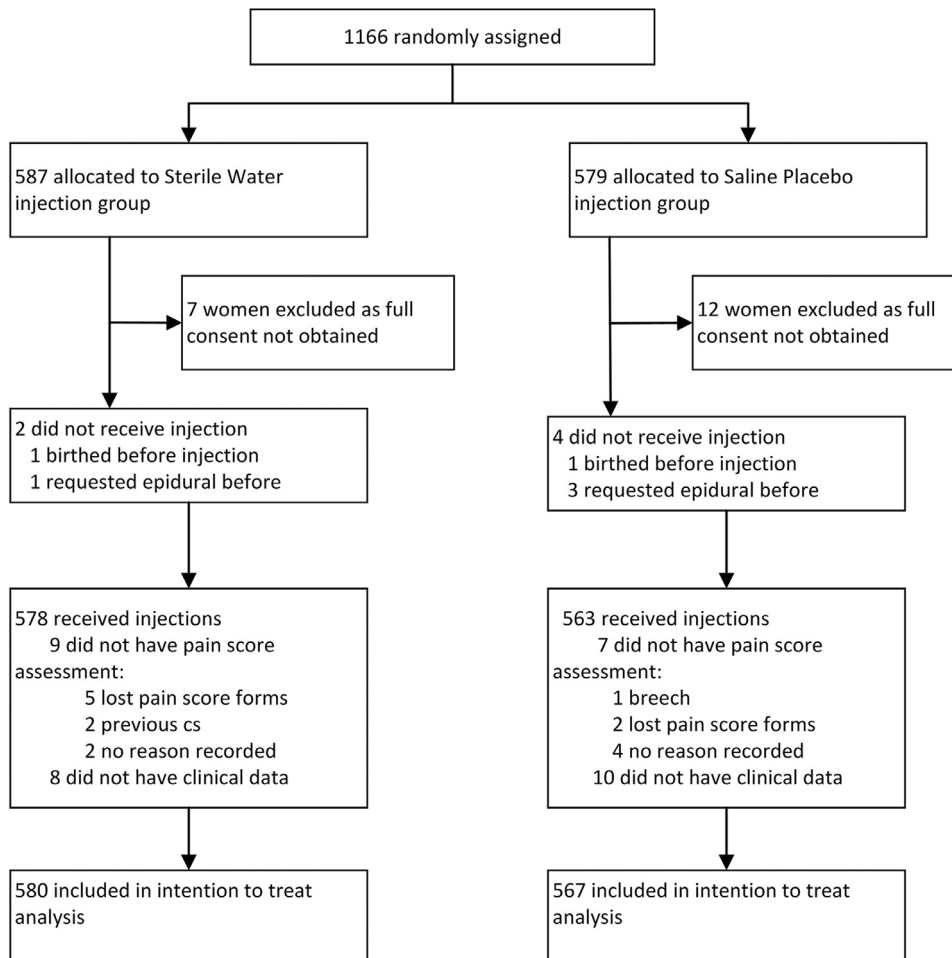 1166 randomly assigned
587 allocated to Sterile Water
injection group
579 allocated to Saline Placebo
injection group
7 women excluded as full
consent not obtained
12 women excluded as full
consent not obtained
2 did not receive injection
1 birthed before injection
1 requested epidural before
4 did not receive injection
1 birthed before injection
3 requested epidural before
578 received injections
9 did not have pain score
assessment:
5 lost pain score forms
2 previous cs
2 no reason recorded
8 did not have clinical data
563 received injections
7 did not have pain score
assessment:
1 breech
2 lost pain score forms
4 no reason recorded
10 did not have clinical data
580 included in intention to treat
analysis
567 included in intention to treat
analysis